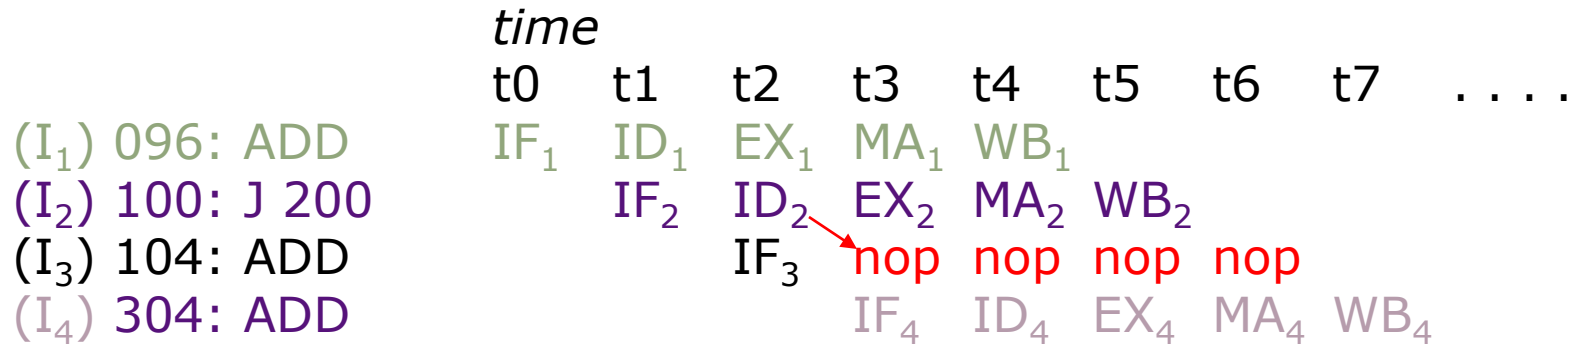 time
t0 t1 t2 t3 t4 t5 t6 t7 . . . .
(I₁) 096: ADD IF₁ ID₁ EX₁ MA₁ WB₁
(I₂) 100: J 200 IF₂ ID₂ EX₂ MA₂ WB₂
(I₃) 104: ADD IF₃ nop nop nop nop
(I₄) 304: ADD IF₄ ID₄ EX₄ MA₄ WB₄